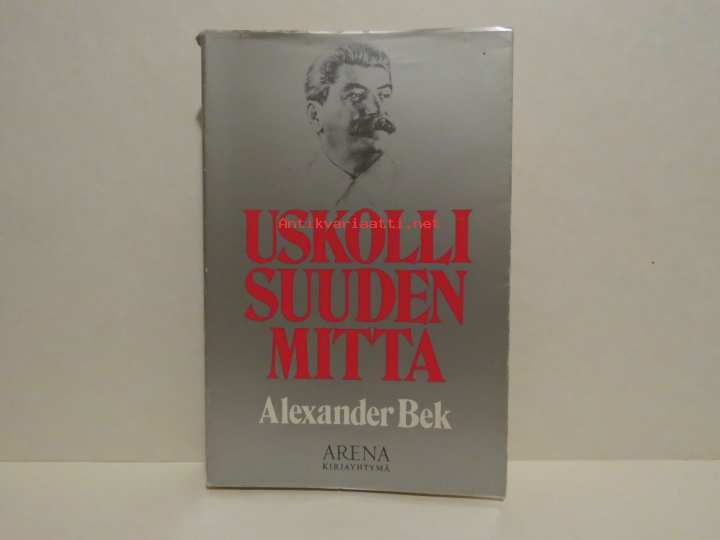 USKOLLI
Antikvariaatti.net
SUUDEN
MITTA
Alexander Bek
ARENA
KIRJAYHTYMÄ